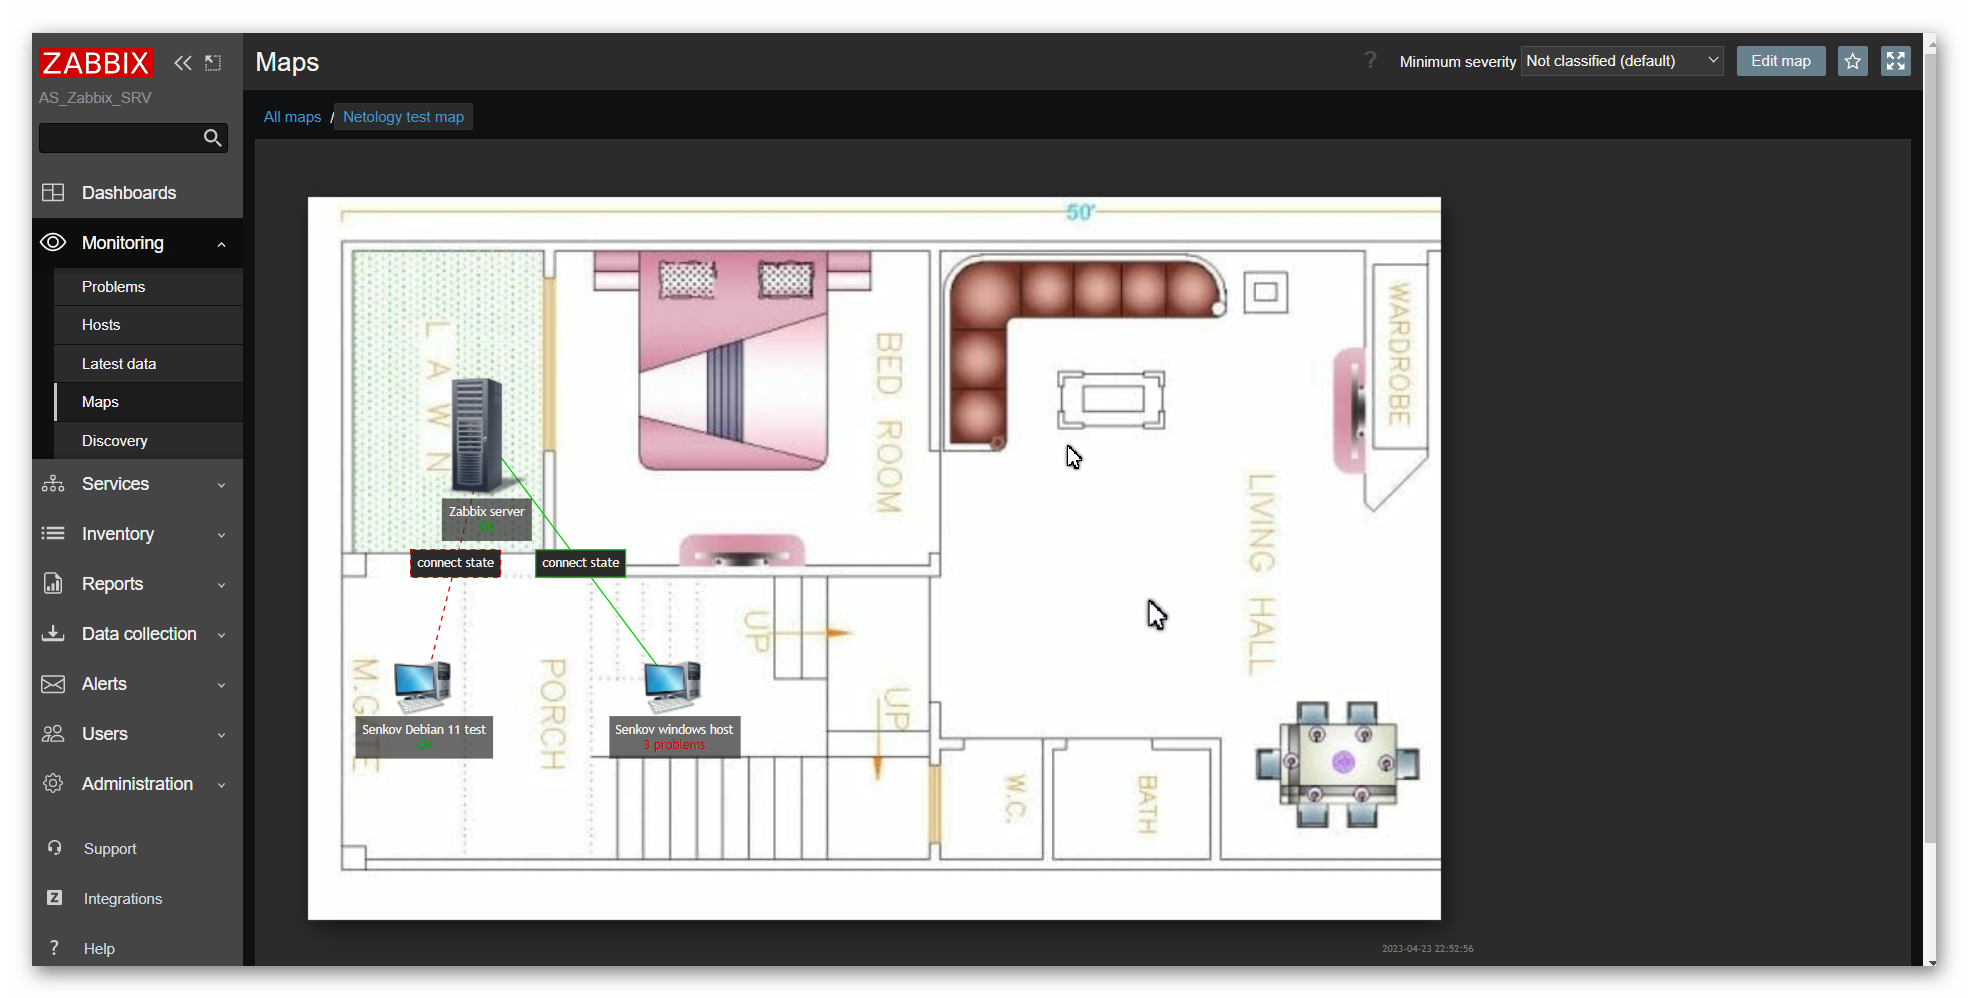 ZABBIX
AS_Zabbix_SRV
Dashboards
Monitoring
Problems
Hosts
Latest data
Maps
Discovery
Services
Inventory
Reports
Data collection
Alerts
Users
Administration
Support
Z Integrations
? Help
Maps
? Minimum severity Not classified (default) Edit map
All maps / Netology test map
50'
LAWN
BED ROOM
WARDROBE
LIVING HALL
Zabbix server
OK
connect state
connect state
UP
UP
M.GATE
PORCH
Senkov Debian 11 test
OK
Senkov windows host
3 problems
W.C.
BATH
2023-04-23 22:52:56